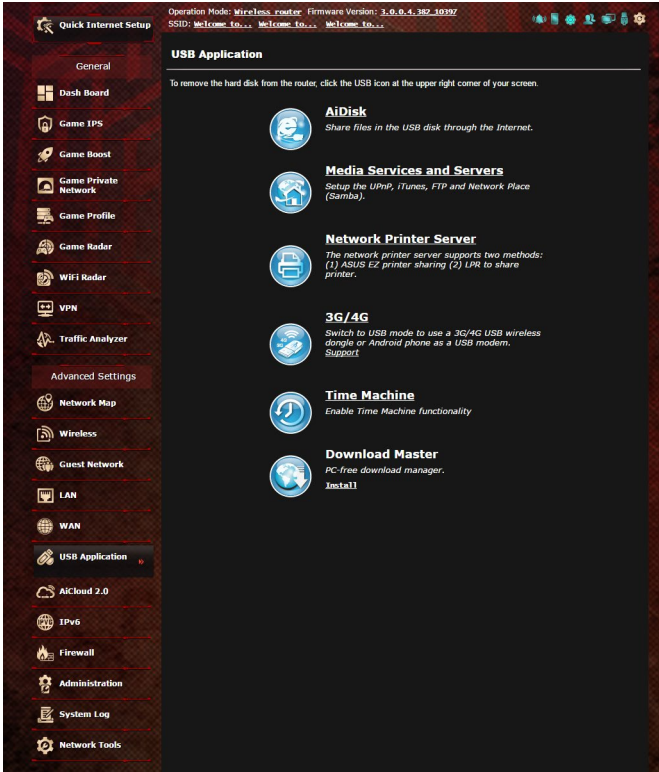 Quick Internet Setup
Operation Mode: Wireless router Firmware Version: 3.0.0.4.382_10397
SSID: Welcome to... Welcome to... Welcome to...
General
Dash Board
Game IPS
Game Boost
Game Private
Network
Game Profile
Game Radar
WiFi Radar
VPN
Traffic Analyzer
Advanced Settings
Network Map
Wireless
Guest Network
LAN
WAN
USB Application
AiCloud 2.0
IPv6
Firewall
Administration
System Log
Network Tools
USB Application
To remove the hard disk from the router, click the USB icon at the upper right corner of your screen.
AiDisk
Share files in the USB disk through the Internet.
Media Services and Servers
Setup the UPnP, iTunes, FTP and Network Place
(Samba).
Network Printer Server
The network printer server supports two methods:
(1) ASUS EZ printer sharing (2) LPR to share
printer.
3G/4G
Switch to USB mode to use a 3G/4G USB wireless
dongle or Android phone as a USB modem.
Support
Time Machine
Enable Time Machine functionality
Download Master
PC-free download manager.
Install